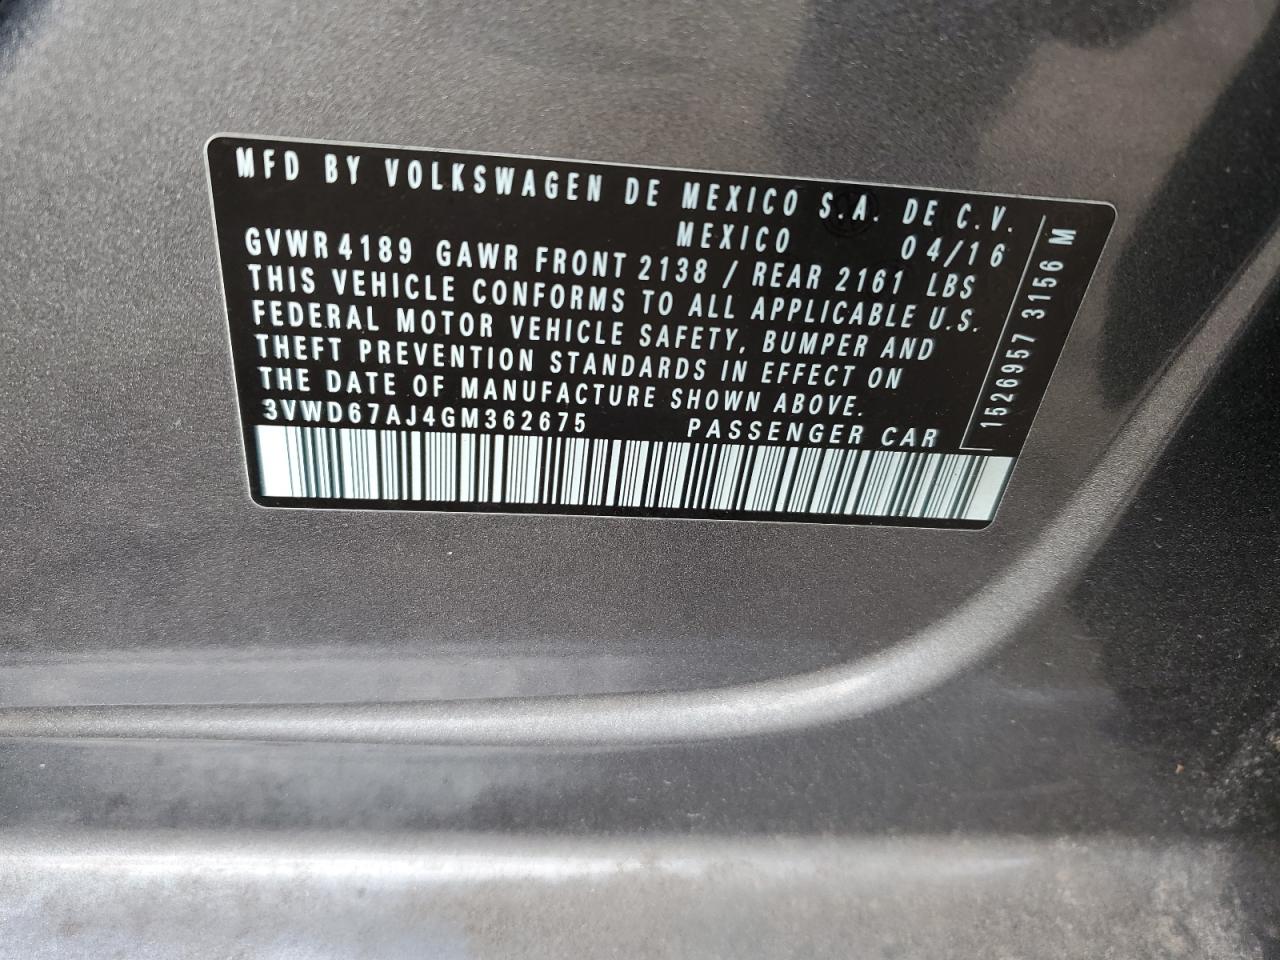 MFD BY VOLKSWAGEN DE MEXICO S.A. DE C.V.
MEXICO 04/16
GVWR 4189 GAWR FRONT 2138 / REAR 2161 LBS
THIS VEHICLE CONFORMS TO ALL APPLICABLE U.S.
FEDERAL MOTOR VEHICLE SAFETY, BUMPER AND
THEFT PREVENTION STANDARDS IN EFFECT ON
THE DATE OF MANUFACTURE SHOWN ABOVE.
3VWD67AJ4GM362675 PASSENGER CAR
1526957 3156 M